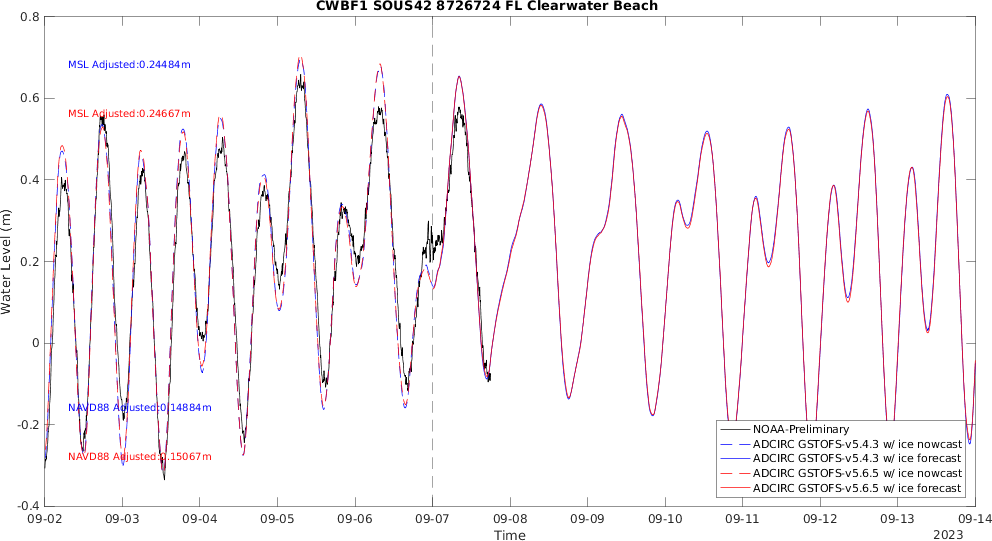 CWBF1 SOUS42 8726724 FL Clearwater Beach
0.8
0.6
0.4
0.2
0
-0.2
-0.4
Water Level (m)
MSL Adjusted:0.24484m
MSL Adjusted:0.24667m
NAVD88 Adjusted:0.14884m
NAVD88 Adjusted:0.15067m
NOAA-Preliminary
ADCIRC GSTOFS-v5.4.3 w/ ice nowcast
ADCIRC GSTOFS-v5.4.3 w/ ice forecast
ADCIRC GSTOFS-v5.6.5 w/ ice nowcast
ADCIRC GSTOFS-v5.6.5 w/ ice forecast
09-02 09-03 09-04 09-05 09-06 09-07 09-08 09-09 09-10 09-11 09-12 09-13 09-14
Time
2023